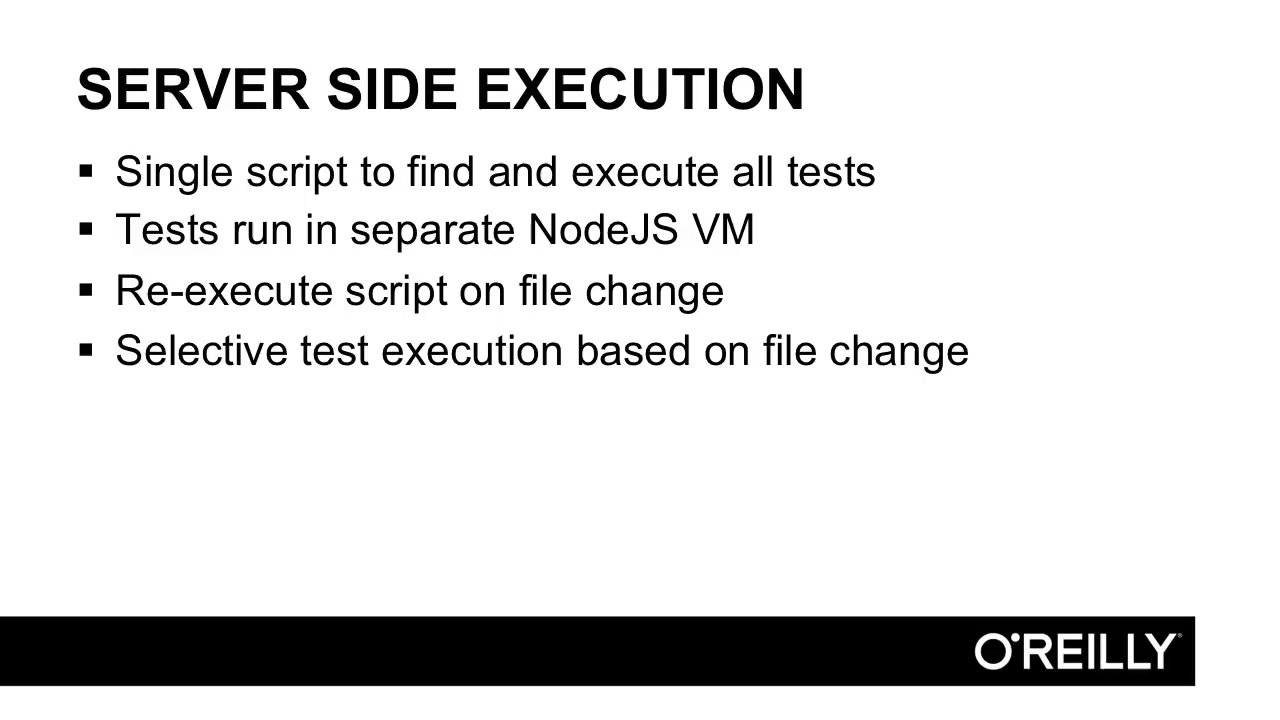 SERVER SIDE EXECUTION
▪ Single script to find and execute all tests
▪ Tests run in separate NodeJS VM
▪ Re-execute script on file change
▪ Selective test execution based on file change
O'REILLY®